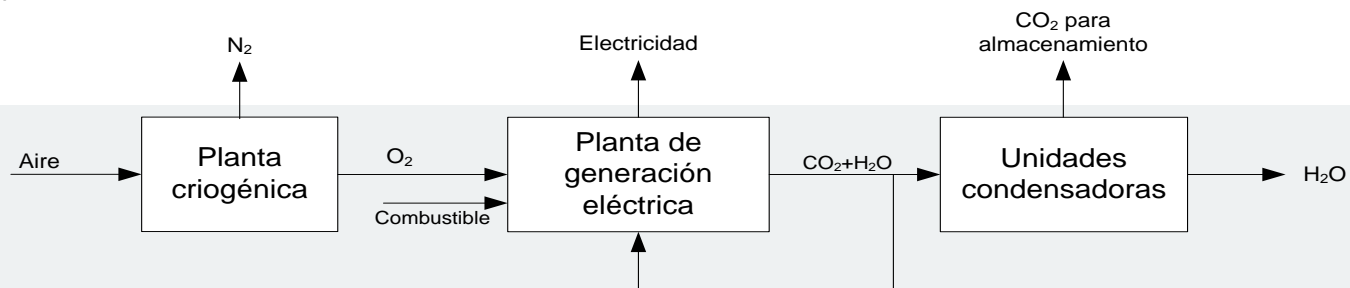 CO₂ para
almacenamiento
N₂
Electricidad
Aire
Planta
criogénica
O₂
Combustible
Planta de
generación
eléctrica
CO₂+H₂O
Unidades
condensadoras
H₂O